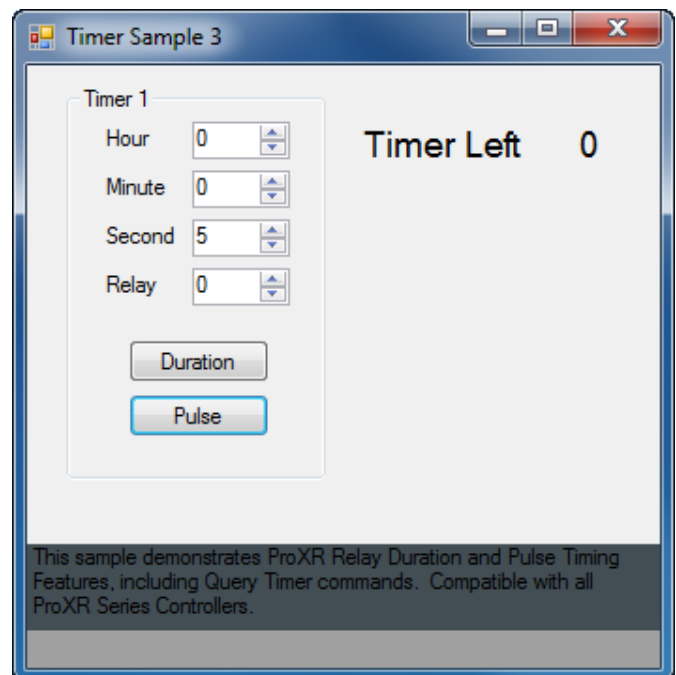 Timer Sample 3
Timer 1
Hour 0
Minute 0
Second 5
Relay 0
Duration
Pulse
Timer Left 0
This sample demonstrates ProXR Relay Duration and Pulse Timing
Features, including Query Timer commands.  Compatible with all
ProXR Series Controllers.